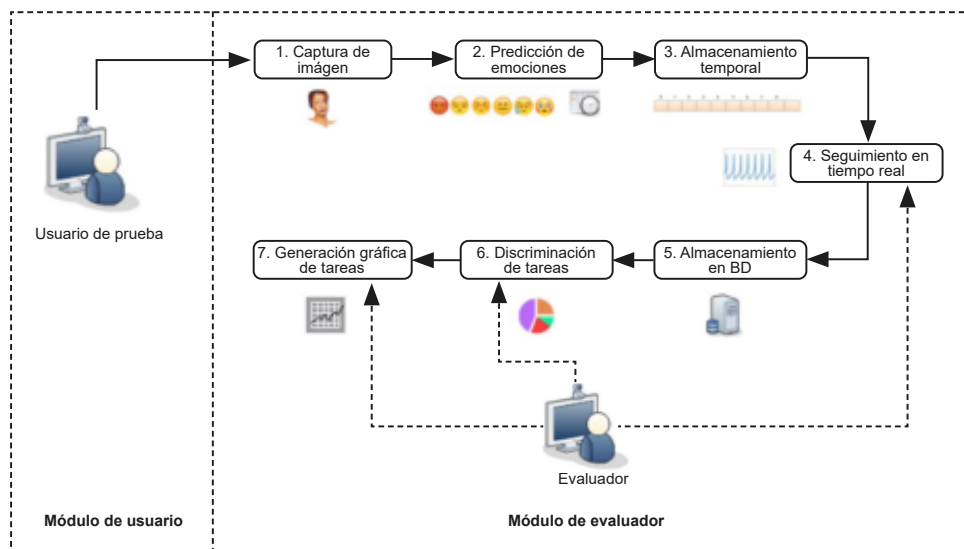 1. Captura de
imágen
2. Predicción de
emociones
3. Almacenamiento
temporal
4. Seguimiento en
tiempo real
Usuario de prueba
7. Generación gráfica
de tareas
6. Discriminación
de tareas
5. Almacenamiento
en BD
Evaluador
Módulo de usuario
Módulo de evaluador